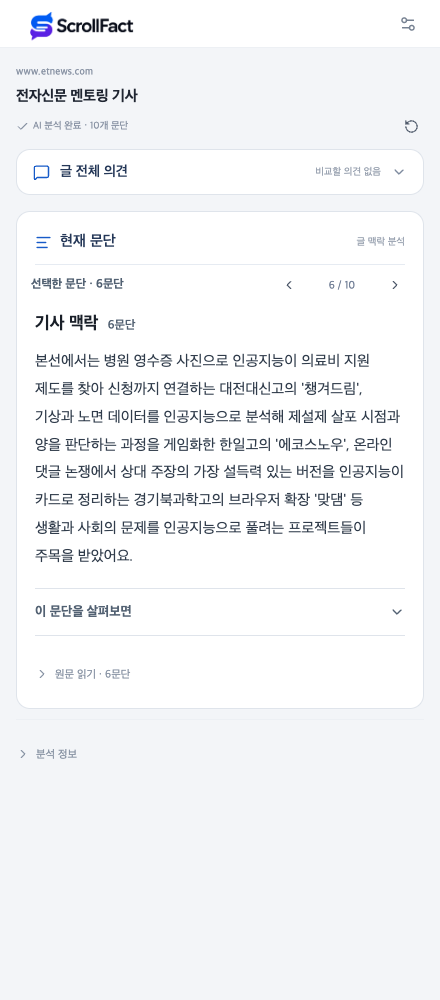 ScrollFact
www.etnews.com
전자신문 멘토링 기사
AI 분석 완료 · 10개 문단
글 전체 의견
비교할 의견 없음
현재 문단
글 맥락 분석
선택한 문단 · 6문단
6 / 10
기사 맥락 6문단
본선에서는 병원 영수증 사진으로 인공지능이 의료비 지원
제도를 찾아 신청까지 연결하는 대전대신고의 '챙겨드림',
기상과 노면 데이터를 인공지능으로 분석해 제설제 살포 시점과
양을 판단하는 과정을 게임화한 한일고의 '에코스노우', 온라인
댓글 논쟁에서 상대 주장의 가장 설득력 있는 버전을 인공지능이
카드로 정리하는 경기북과학고의 브라우저 확장 '맞댐' 등
생활과 사회의 문제를 인공지능으로 풀려는 프로젝트들이
주목을 받았어요.
이 문단을 살펴보면
원문 읽기 · 6문단
분석 정보